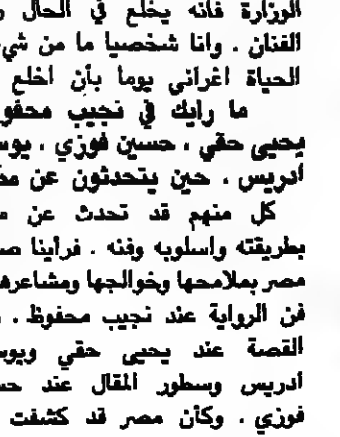 الوزارة فانه يخلع في الحال
الفنان . وانا شخصيا ما من شي
الحياة اغرانى يوما بأن اخلع
ما رايك في نجيب محفو
يحيى حقي ، حسين فوزي ، يوس
ادريس . حين يتحدثون عن
كل منهم قد تحدث عن
بطريقته واسلوبه وفنه . فرأينا
مصر بملامحها وخوالجها ومشاعره
فن الرواية عند نجيب محفوظ .
القصة عند يحيى حقي ويوس
ادريس وسطور المقال عند حس
فوزي . وكأن مصر قد كشفت